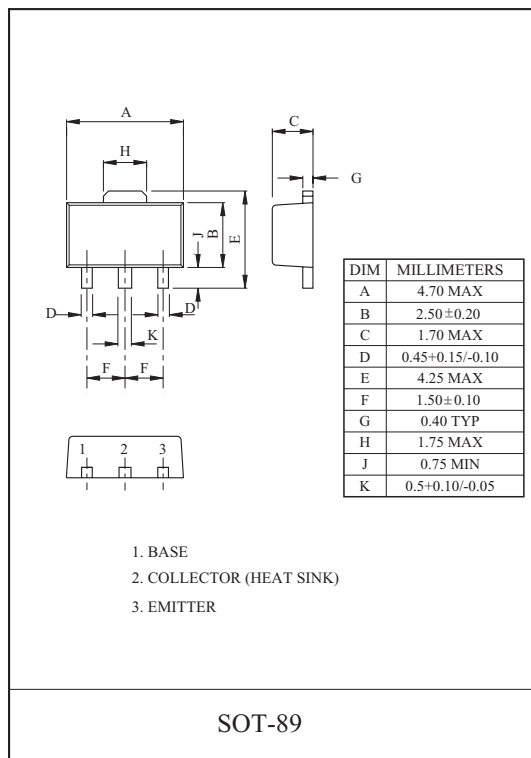 A
H
C
G
J
B
E
D
D
K
F F
DIM MILLIMETERS
A 4.70 MAX
B 2.50±0.20
C 1.70 MAX
D 0.45+0.15/-0.10
E 4.25 MAX
F 1.50±0.10
G 0.40 TYP
H 1.75 MAX
J 0.75 MIN
K 0.5+0.10/-0.05
1 2 3
1. BASE
2. COLLECTOR (HEAT SINK)
3. EMITTER
SOT-89